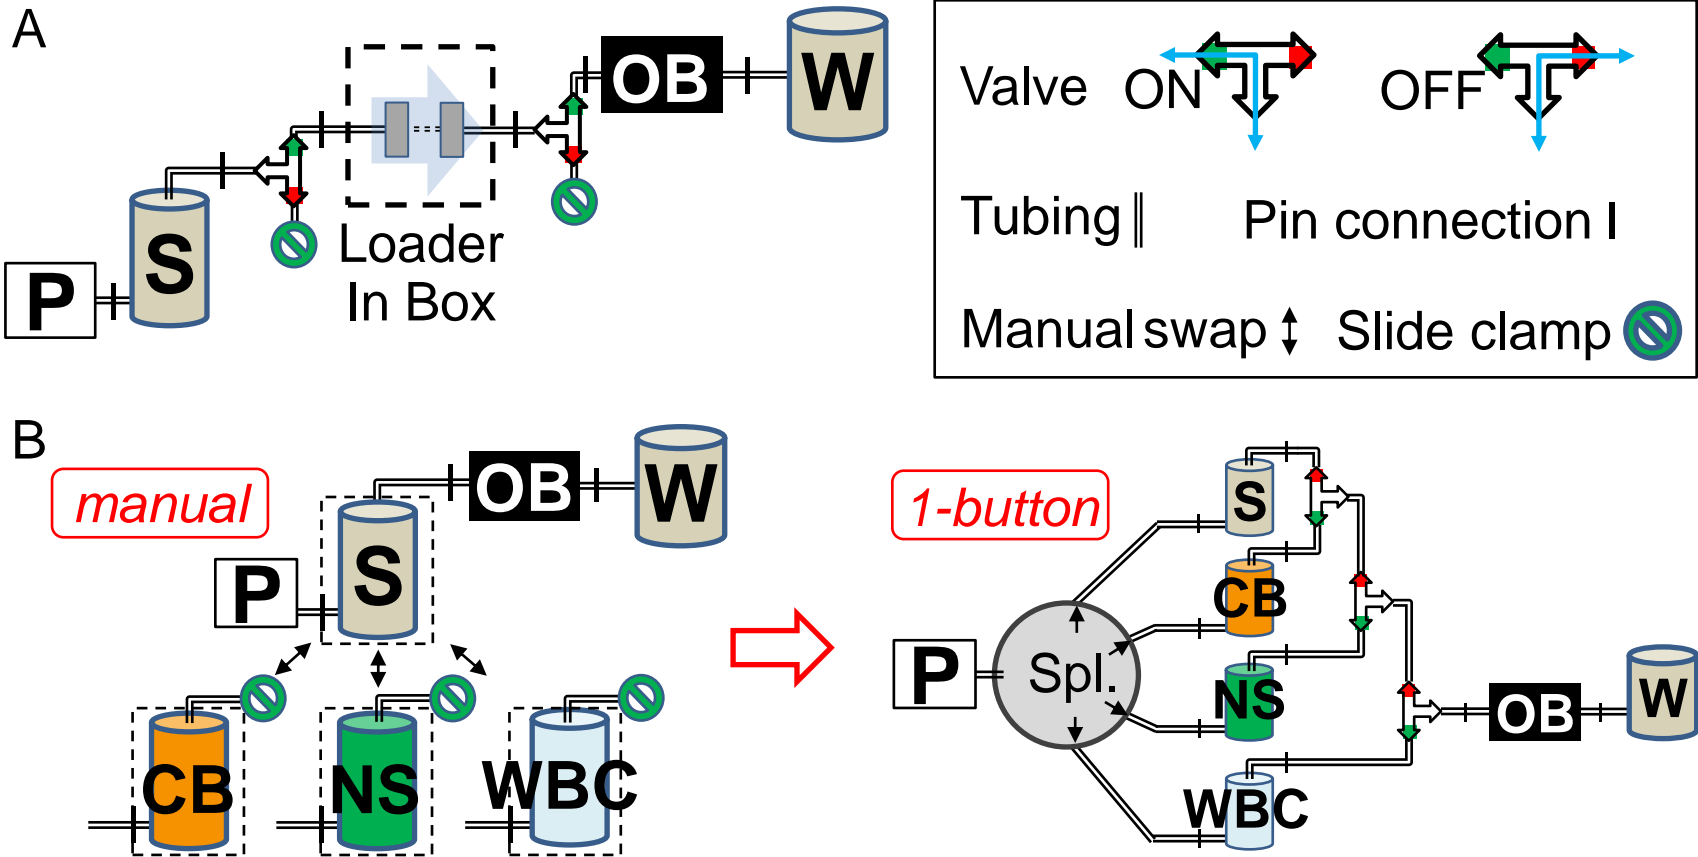 A
P
S
Loader
In Box
OB
W
Valve ON OFF
Tubing Pin connection
Manual swap Slide clamp
B
manual
P
S
OB
W
CB
NS
WBC
1-button
P
Spl.
S
CB
NS
WBC
OB
W